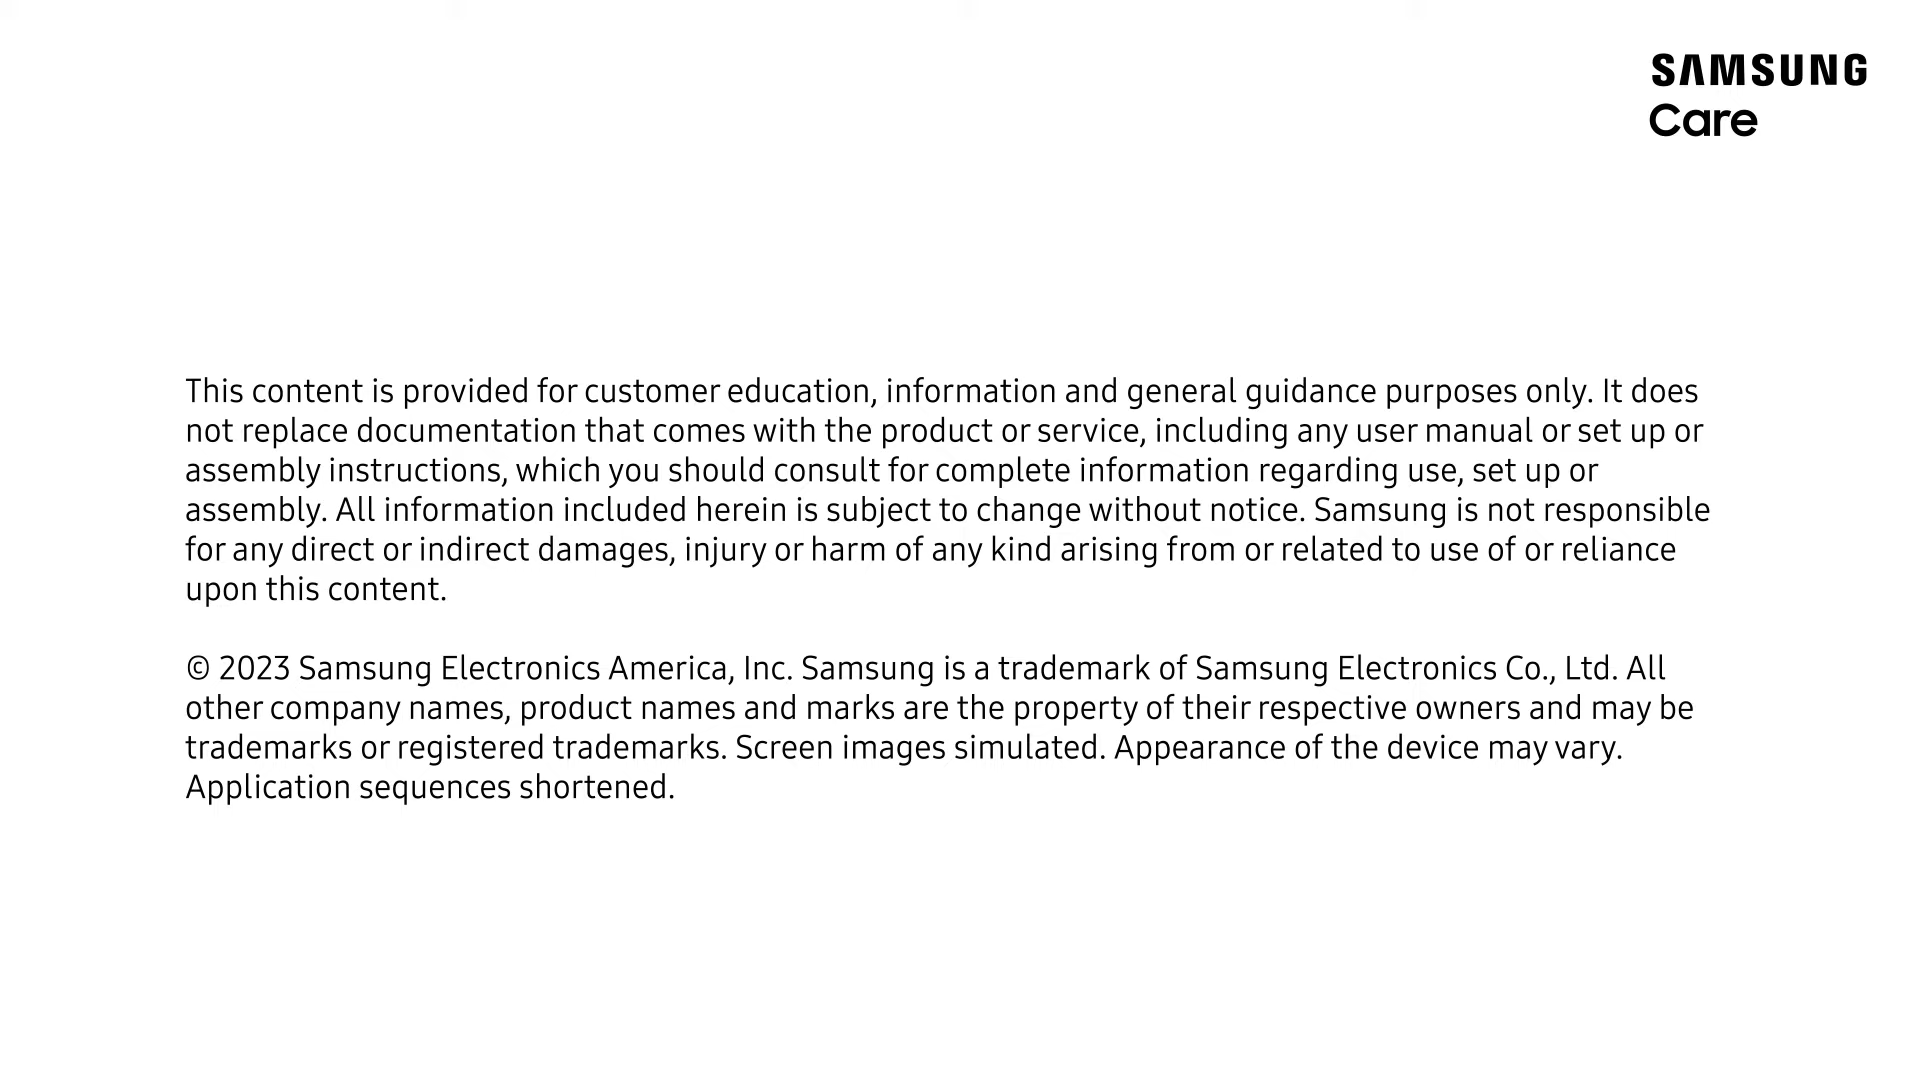 SAMSUNG
Care
This content is provided for customer education, information and general guidance purposes only. It does
not replace documentation that comes with the product or service, including any user manual or set up or
assembly instructions, which you should consult for complete information regarding use, set up or
assembly. All information included herein is subject to change without notice. Samsung is not responsible
for any direct or indirect damages, injury or harm of any kind arising from or related to use of or reliance
upon this content.
© 2023 Samsung Electronics America, Inc. Samsung is a trademark of Samsung Electronics Co., Ltd. All
other company names, product names and marks are the property of their respective owners and may be
trademarks or registered trademarks. Screen images simulated. Appearance of the device may vary.
Application sequences shortened.